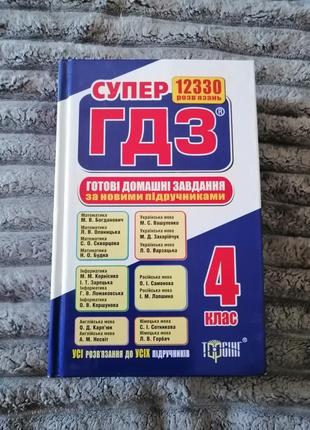 СУПЕР
12330
розв'язань
ГДЗ®
ГОТОВІ ДОМАШНІ ЗАВДАННЯ
за новими підручниками
Математика
М. В. Богданович
Математика
Л. В. Оляницька
Математика
С. О. Скворцова
Математика
Н. О. Будна
Українська мова
М. С. Вашуленко
Українська мова
М. Д. Захарійчук
Українська мова
Л. О. Варзацька
Інформатика
М. М. Корнієнко
І. Т. Зарецька
Інформатика
Г. В. Ломаковська
Інформатика
О. В. Коршунова
Російська мова
О. І. Самонова
Російська мова
І. М. Лапшина
Англійська мова
О. Д. Карп'юк
Англійська мова
А. М. Несвіт
Німецька мова
С. І. Сотникова
Німецька мова
Л. В. Горбач
4
клас
УСІ розв'язання до УСІХ підручників
ТОРСІНГ®